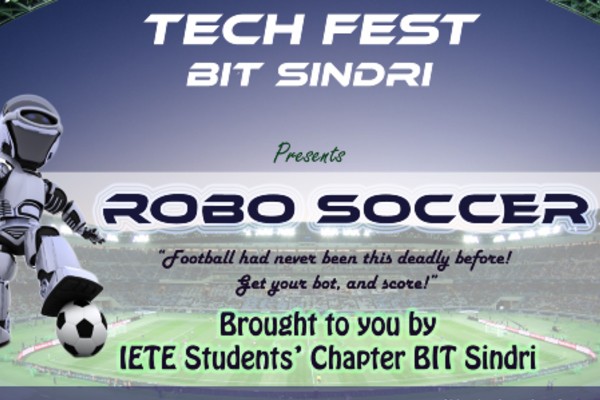 TECH FEST
BIT SINDRI
Presents
ROBO SOCCER
"Football had never been this deadly before!
Get your bot, and score!"
Brought to you by
IETE Students' Chapter BIT Sindri